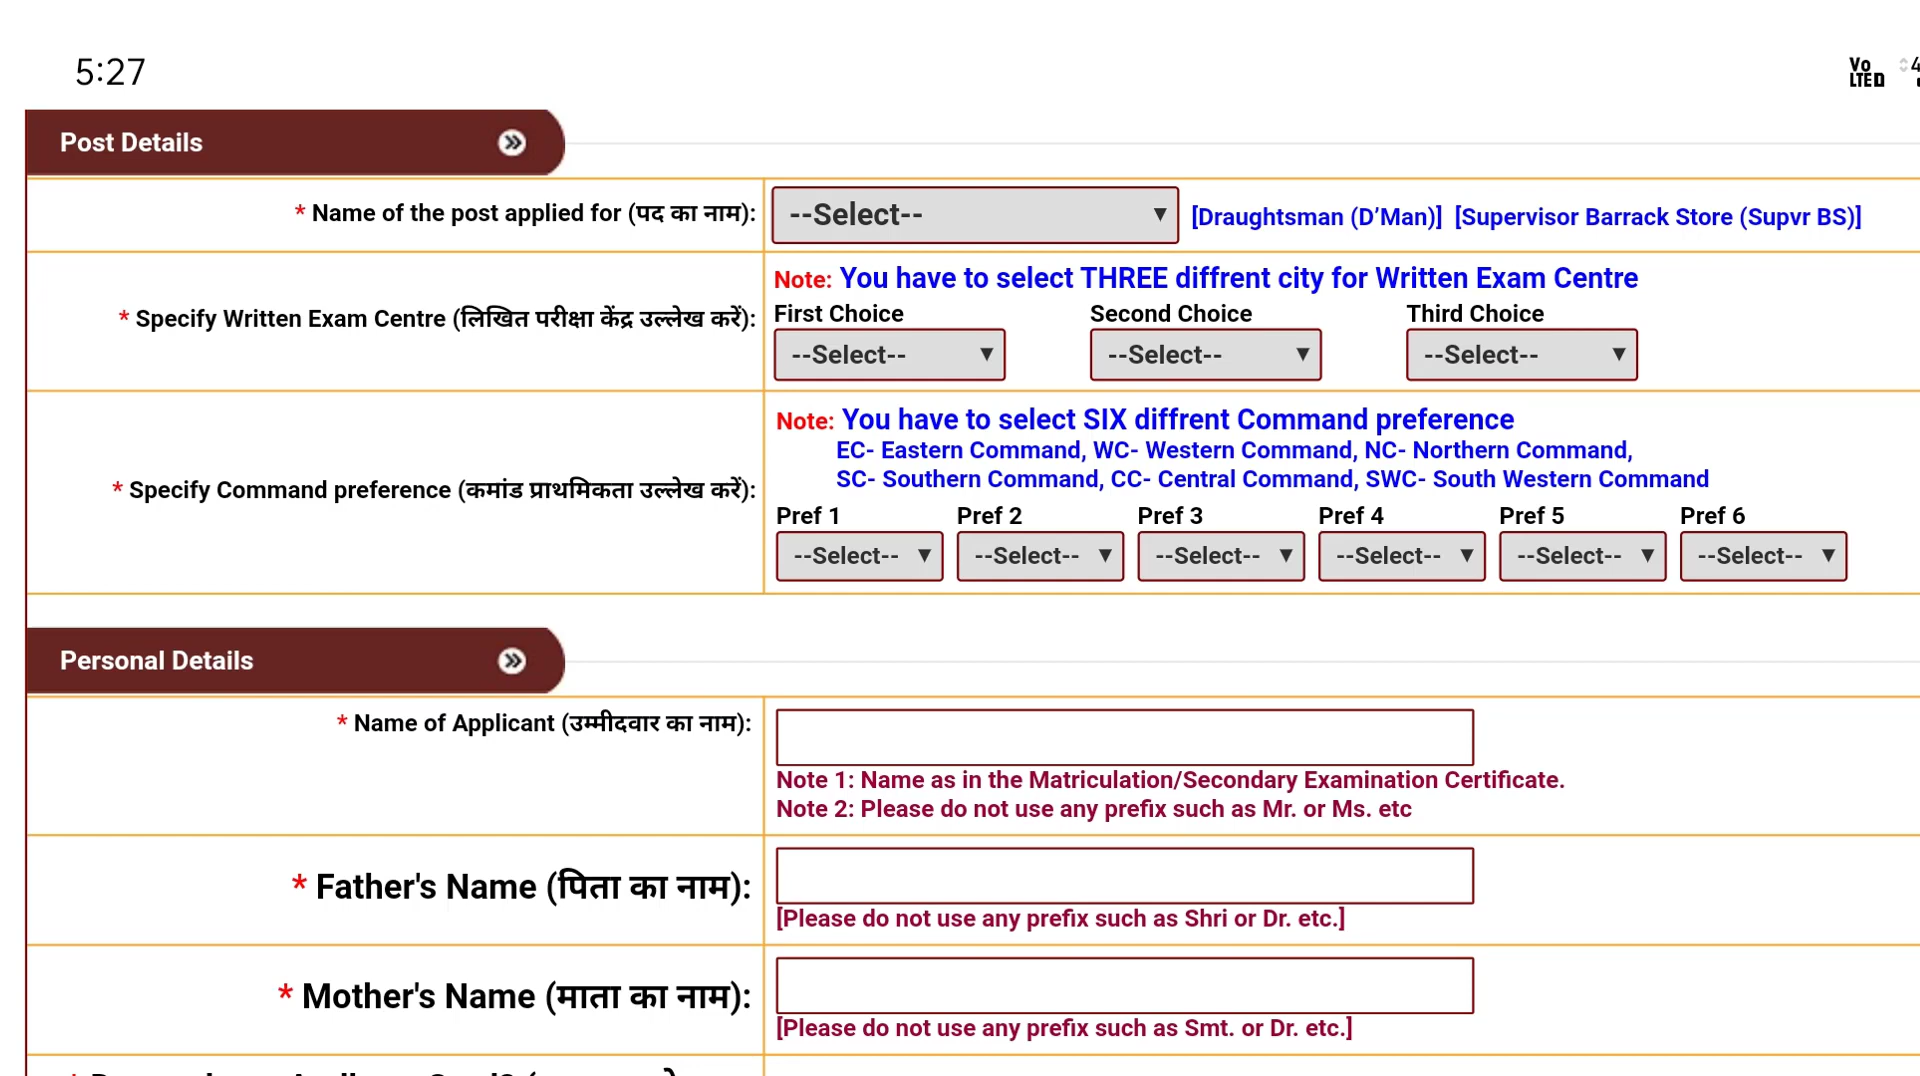 5:27
Vo
LTED
4
Post Details
* Name of the post applied for (पद का नाम): --Select-- [Draughtsman (D’Man)] [Supervisor Barrack Store (Supvr BS)]
Note: You have to select THREE diffrent city for Written Exam Centre
* Specify Written Exam Centre (लिखित परीक्षा केंद्र उल्लेख करें):
First Choice Second Choice Third Choice
--Select-- --Select-- --Select--
Note: You have to select SIX diffrent Command preference
EC- Eastern Command, WC- Western Command, NC- Northern Command,
SC- Southern Command, CC- Central Command, SWC- South Western Command
* Specify Command preference (कमांड प्राथमिकता उल्लेख करें):
Pref 1 Pref 2 Pref 3 Pref 4 Pref 5 Pref 6
--Select-- --Select-- --Select-- --Select-- --Select-- --Select--
Personal Details
* Name of Applicant (उम्मीदवार का नाम):
Note 1: Name as in the Matriculation/Secondary Examination Certificate.
Note 2: Please do not use any prefix such as Mr. or Ms. etc
* Father's Name (पिता का नाम):
[Please do not use any prefix such as Shri or Dr. etc.]
* Mother's Name (माता का नाम):
[Please do not use any prefix such as Smt. or Dr. etc.]